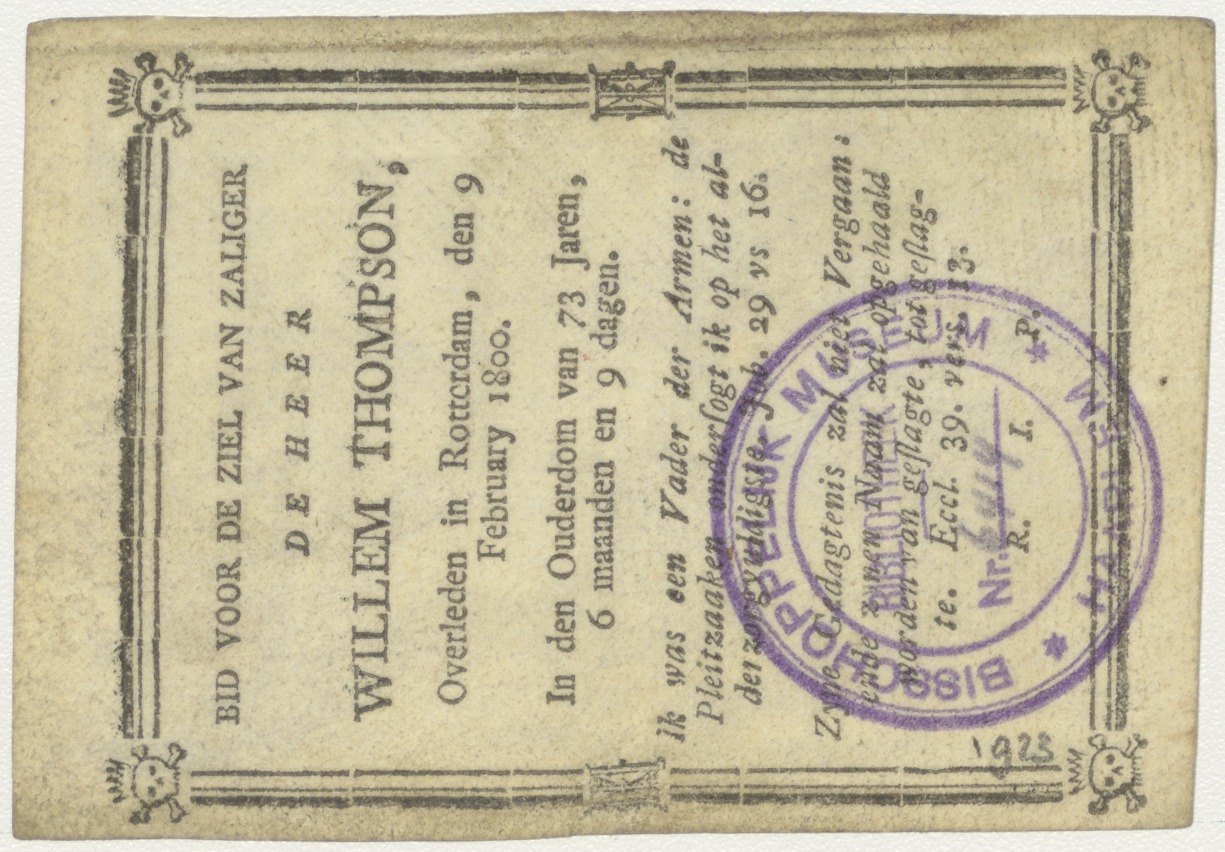 BID VOOR DE ZIEL VAN ZALIGER
DE HEER
WILLEM THOMPSON,
Overleden in Rotterdam, den 9
February 1800.
In den Ouderdom van 73 Jaren,
6 maanden en 9 dagen.
Ik was een Vader der Armen: de
Pleitzaaken onderſogt ik op het al-
derzorgvuldigste. Job. 29 vs 16.
Zyne Gedagtenis zal niet Vergaan:
ende zynen Naam zal opgehaald
worden van geſlagte, tot geſlag-
te. Eccl. 39. vers. 13.
R. I. P.
BISSCHOPPELIJK MUSEUM
HAARLEM
BIBLIOTHEEK
Nr.
1923